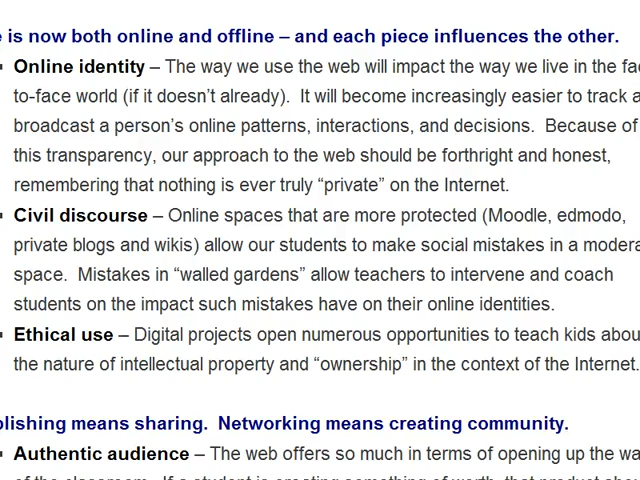 is now both online and offline – and each piece influences the other.
Online identity – The way we use the web will impact the way we live in the
to-face world (if it doesn't already).  It will become increasingly easier to track
broadcast a person's online patterns, interactions, and decisions.  Because of
this transparency, our approach to the web should be forthright and honest,
remembering that nothing is ever truly “private” on the Internet.
Civil discourse – Online spaces that are more protected (Moodle, edmodo,
private blogs and wikis) allow our students to make social mistakes in a
space.  Mistakes in “walled gardens” allow teachers to intervene and coach
students on the impact such mistakes have on their online identities.
Ethical use – Digital projects open numerous opportunities to teach kids
the nature of intellectual property and “ownership” in the context of the Internet.
means sharing.  Networking means creating community.
Authentic audience – The web offers so much in terms of opening up the